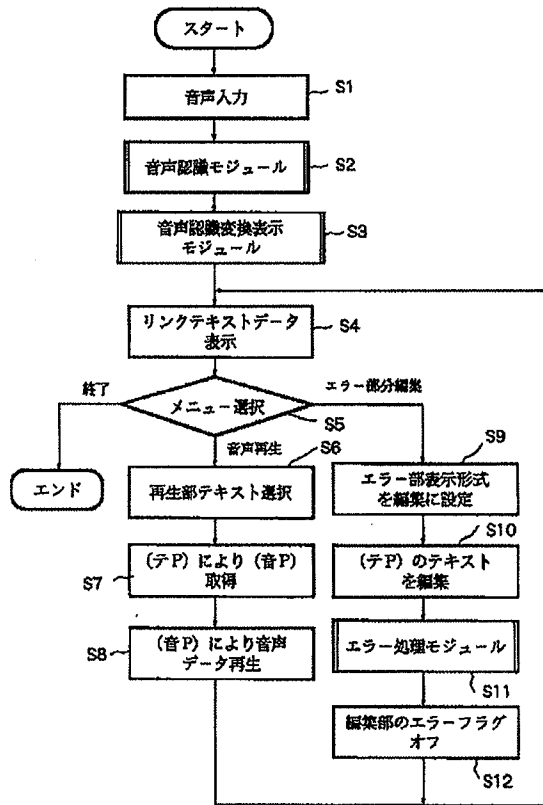 スタート
音声入力
S1
音声認識モジュール
S2
音声認識変換表示
モジュール
S3
リンクテキストデータ
表示
S4
終了
メニュー選択
エラー部分編集
S5
音声再生
エンド
再生部テキスト選択
S6
(テP)により(音P)
取得
S7
(音P)により音声
データ再生
S8
エラー部表示形式
を編集に設定
S9
(テP)のテキスト
を編集
S10
エラー処理モジュール
S11
編集部のエラーフラグ
オフ
S12